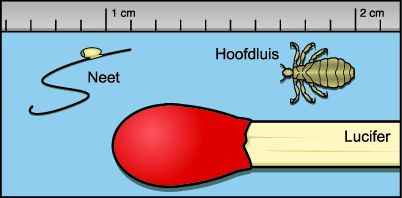 1 cm
2 cm
Hoofdluis
Neet
Lucifer